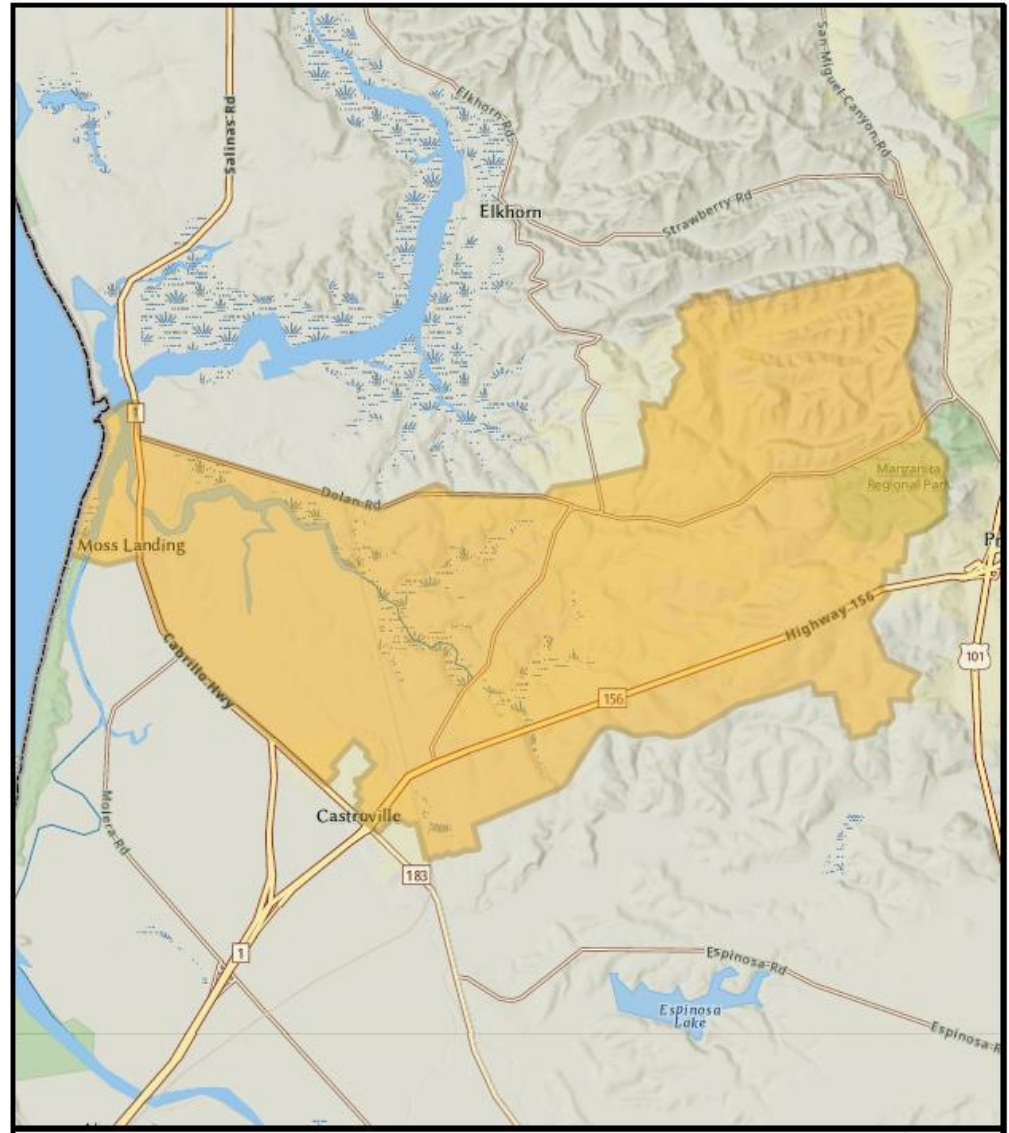 Salinas Rd
San Miguel Canyon Rd
Elkhorn Rd
Elkhorn
Strawberry Rd
1
Manzanita
Regional Park
Dolan Rd
Moss Landing
Highway 156
101
156
Cabrillo Hwy
Molera Rd
Castroville
183
1
Espinosa Rd
Espinosa
Lake
Espinosa R